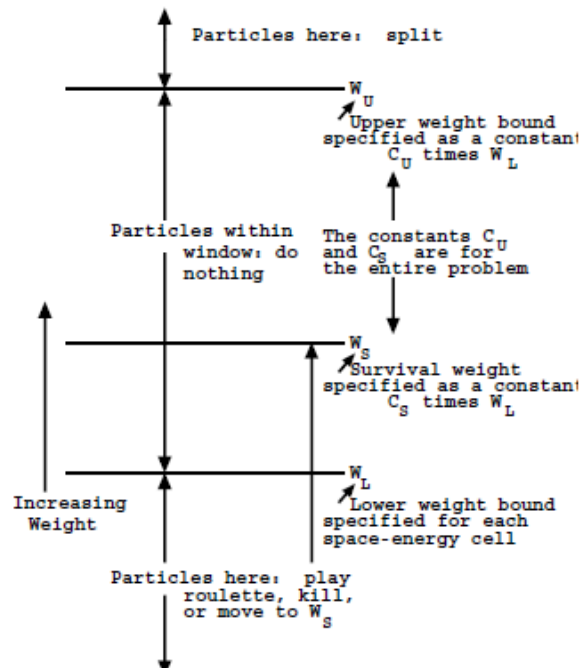 Particles here: split
W_U
Upper weight bound
specified as a constant
C_U times W_L
Particles within
window: do
nothing
The constants C_U
and C_S are for
the entire problem
W_S
Survival weight
specified as a constant
C_S times W_L
W_L
Lower weight bound
specified for each
space-energy cell
Increasing
Weight
Particles here: play
roulette, kill,
or move to W_S